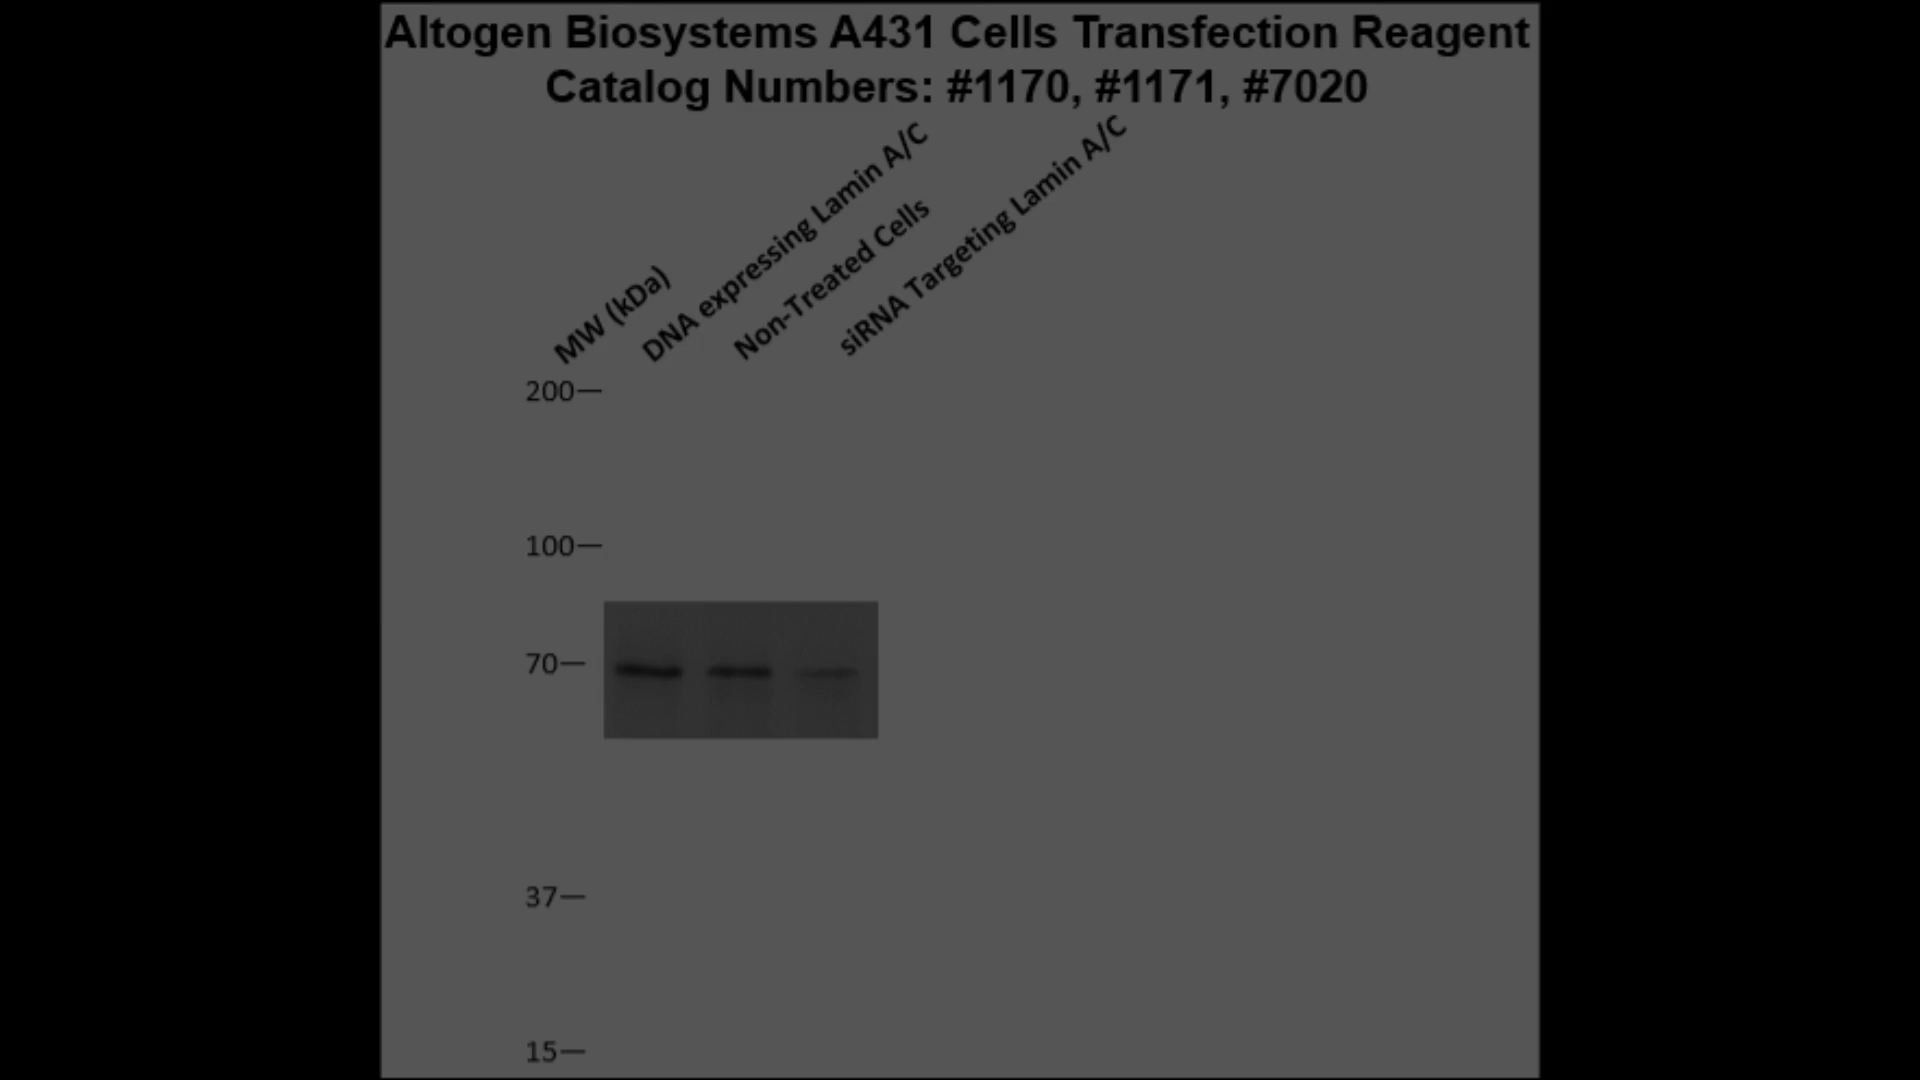 Altogen Biosystems A431 Cells Transfection Reagent
Catalog Numbers: #1170, #1171, #7020
MW (kDa)
DNA expressing Lamin A/C
Non-Treated Cells
siRNA Targeting Lamin A/C
200
100
70
37
15